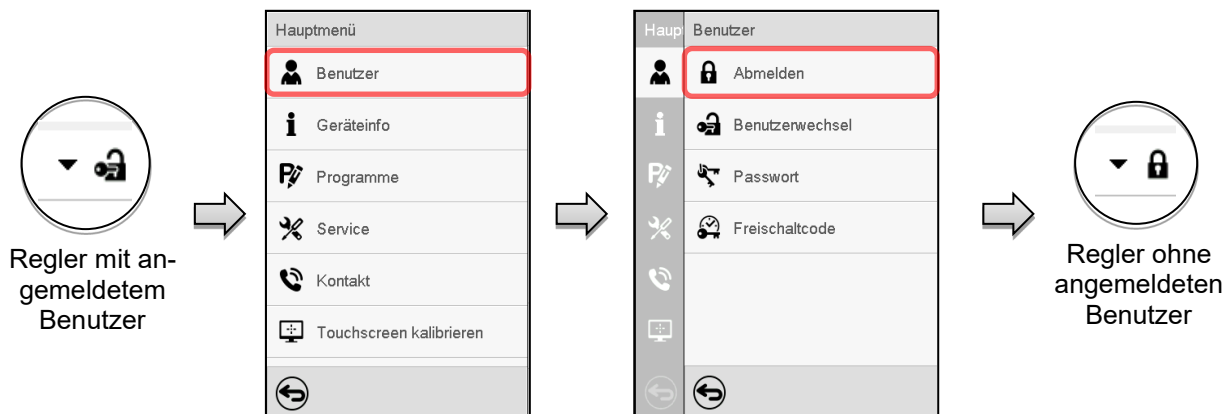 Regler mit an-
gemeldetem
Benutzer
Hauptmenü
Benutzer
Geräteinfo
Programme
Service
Kontakt
Touchscreen kalibrieren
Haup
Benutzer
Abmelden
Benutzerwechsel
Passwort
Freischaltcode
Regler ohne
angemeldeten
Benutzer